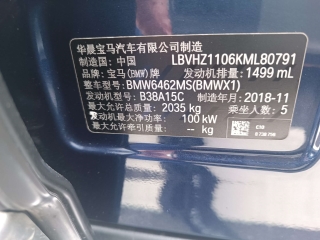 华晨宝马汽车有限公司制造
制造国: 中国 LBVHZ1106KML80791
品牌: 宝马(BMW)牌 发动机排量: 1499 mL
整车型号: BMW6462MS(BMWX1)
发动机型号: B38A15C 制造年月: 2018-11
最大允许总质量: 2035 kg 乘坐人数: 5
发动机最大净功率: 100 kW
最大允许牵引质量: -- kg